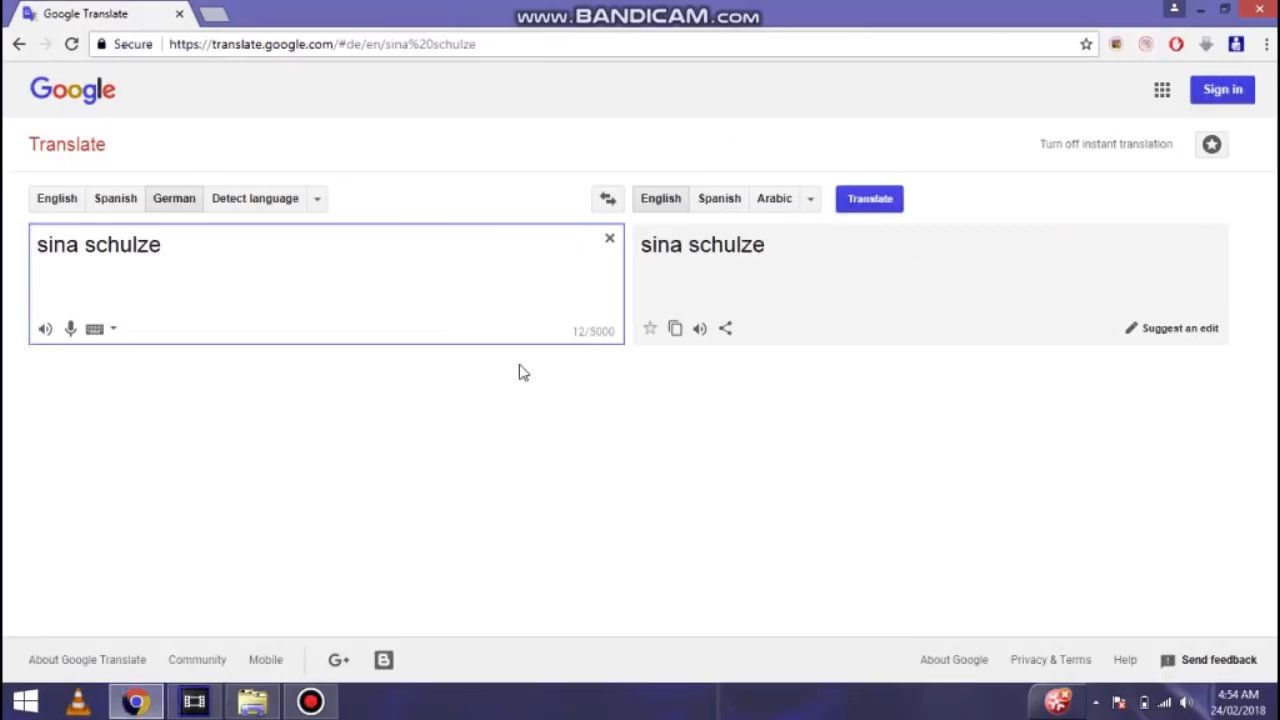 Google Translate
www.BANDICAM.com
Secure
https://translate.google.com/#de/en/sina%20schulze
Google
Sign in
Translate
Turn off instant translation
English Spanish German Detect language
English Spanish Arabic Translate
sina schulze
sina schulze
12/5000
Suggest an edit
About Google Translate Community Mobile G+ B
About Google Privacy & Terms Help Send feedback
4:54 AM
24/02/2018